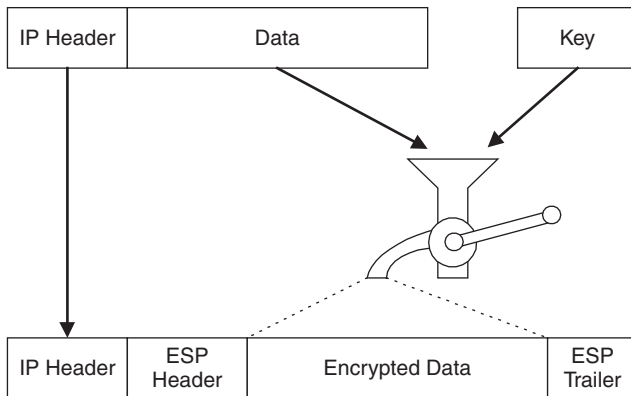 IP Header
Data
Key
IP Header
ESP
Header
Encrypted Data
ESP
Trailer